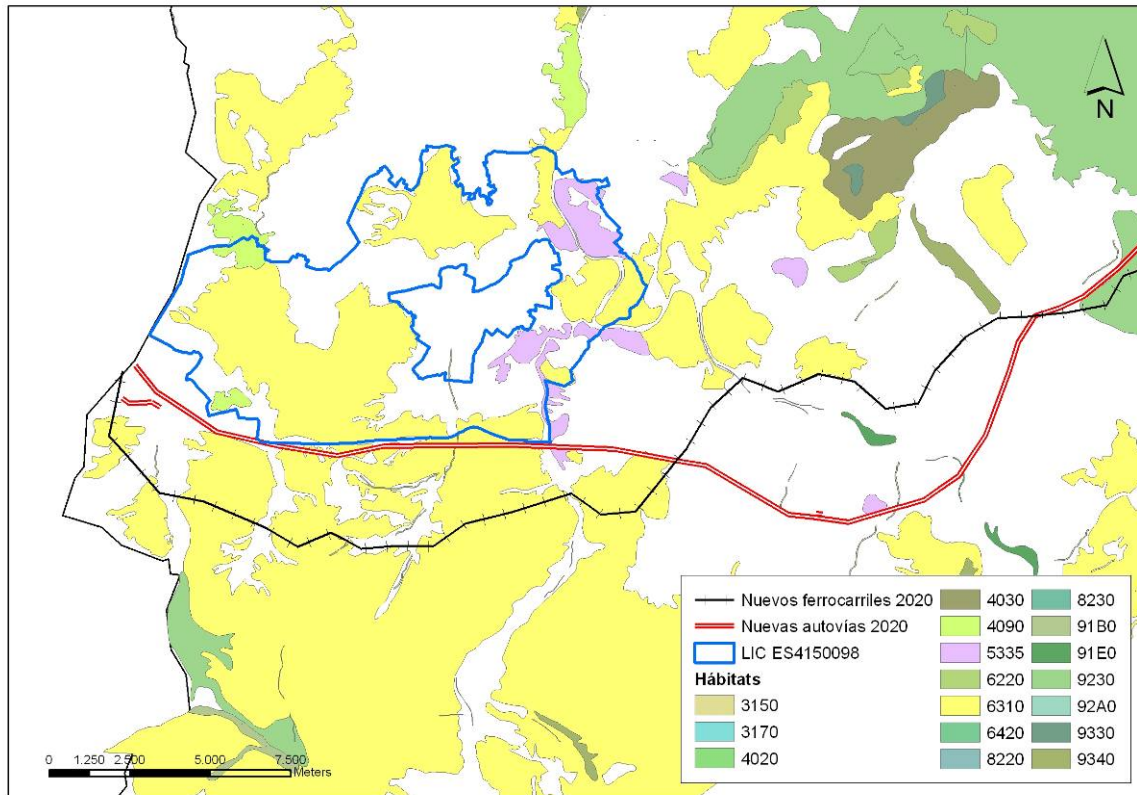 N
Nuevos ferrocarriles 2020
Nuevas autovías 2020
LIC ES4150098
Hábitats
3150
3170
4020
4030
4090
5335
6220
6310
6420
8220
8230
91B0
91E0
9230
92A0
9330
9340
0 1.250 2.500 5.000 7.500
Meters